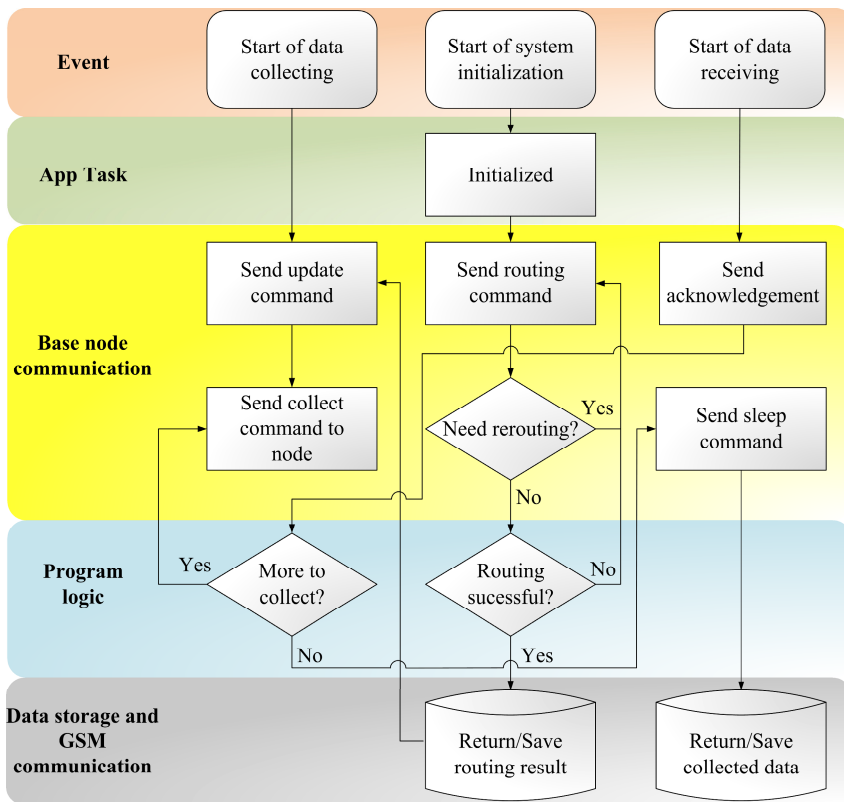 Event
Start of data
collecting
Start of system
initialization
Start of data
receiving
App Task
Initialized
Base node
communication
Send update
command
Send routing
command
Send
acknowledgement
Send collect
command to
node
Need rerouting?
Yes
Send sleep
command
No
Program
logic
Yes
More to
collect?
Routing
sucessful?
No
No
Yes
Data storage and
GSM
communication
Return/Save
routing result
Return/Save
collected data